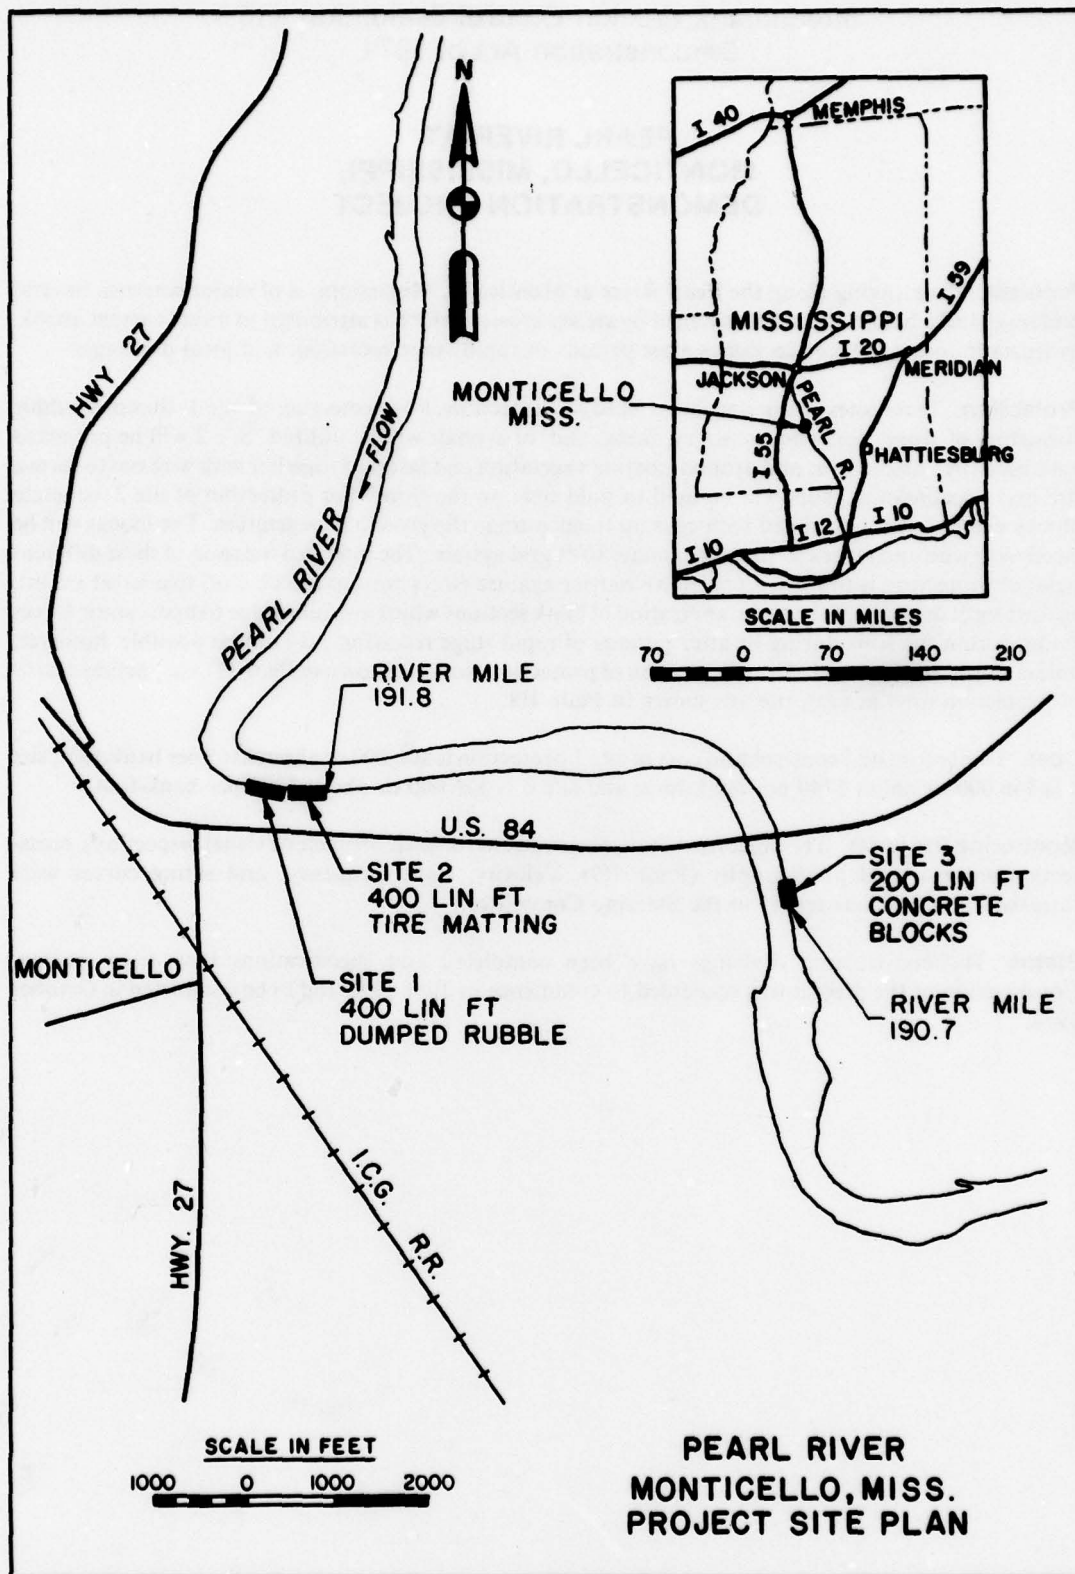 N
HWY 27
FLOW
PEARL RIVER
I 40
MEMPHIS
I 59
MISSISSIPPI
I 20
JACKSON
MERIDIAN
MONTICELLO
MISS.
PEARL R.
I 55
HATTIESBURG
I 10
I 12
I 10
SCALE IN MILES
70 0 70 140 210
RIVER MILE
191.8
U.S. 84
SITE 2
400 LIN FT
TIRE MATTING
SITE 3
200 LIN FT
CONCRETE
BLOCKS
MONTICELLO
SITE 1
400 LIN FT
DUMPED RUBBLE
RIVER MILE
190.7
I.C.G. R.R.
HWY. 27
SCALE IN FEET
1000 0 1000 2000
PEARL RIVER
MONTICELLO, MISS.
PROJECT SITE PLAN